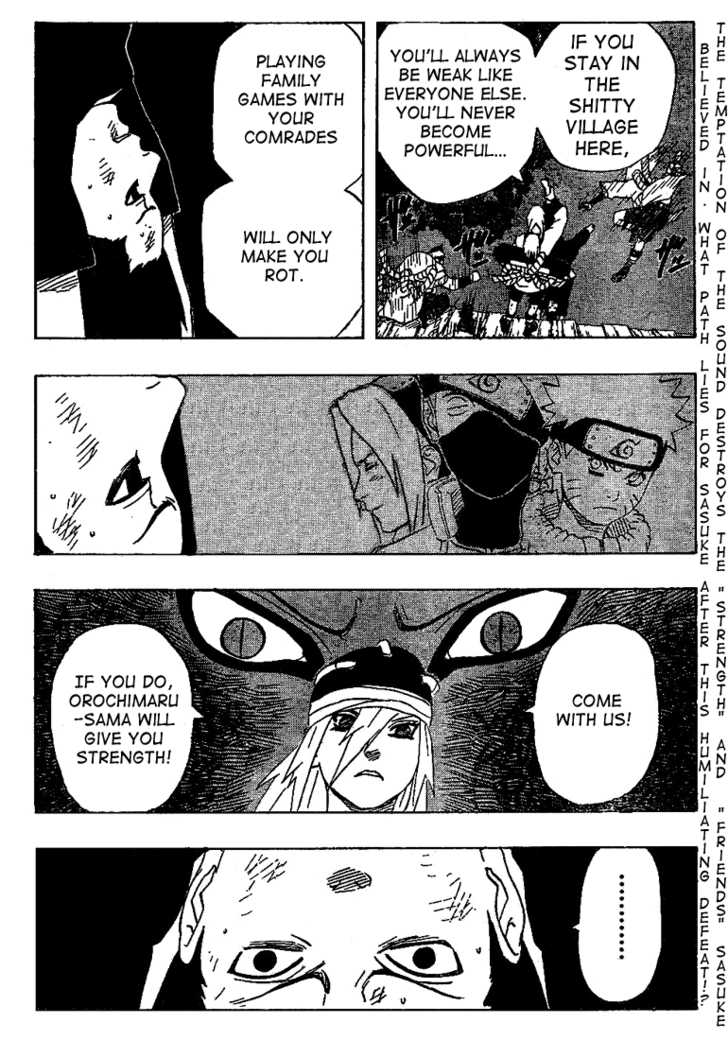 IF YOU
STAY IN
THE
SHITTY
VILLAGE
HERE,
YOU'LL ALWAYS
BE WEAK LIKE
EVERYONE ELSE.
YOU'LL NEVER
BECOME
POWERFUL...
PLAYING
FAMILY
GAMES WITH
YOUR
COMRADES
WILL ONLY
MAKE YOU
ROT.
COME
WITH US!
IF YOU DO,
OROCHIMARU
-SAMA WILL
GIVE YOU
STRENGTH!
..........
THE TEMPTATION OF THE SOUND DESTROYS THE "STRENGTH" AND "FRIENDS" SASUKE
BELIEVED IN. WHAT PATH LIES FOR SASUKE AFTER THIS HUMILIATING DEFEAT!?